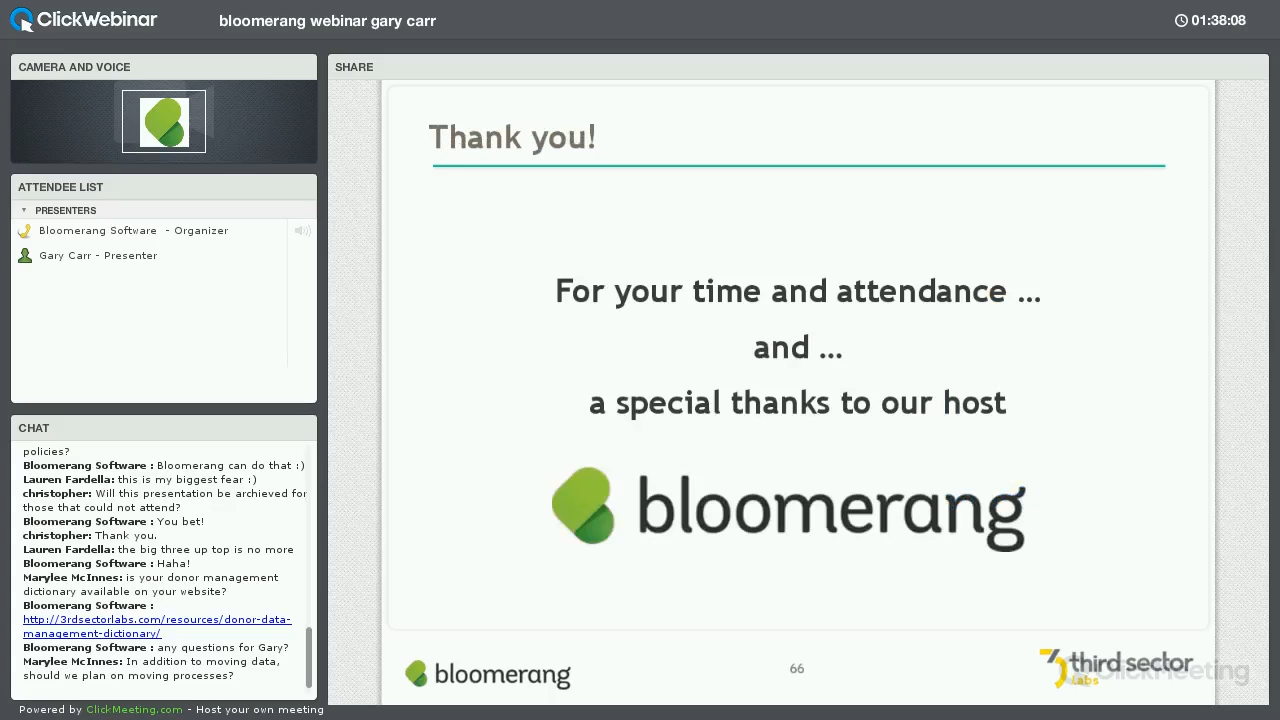 ClickWebinar
bloomerang webinar gary carr
01:38:08
CAMERA AND VOICE
ATTENDEE LIST
PRESENTERS
Bloomerang Software - Organizer
Gary Carr - Presenter
CHAT
policies?
Bloomerang Software : Bloomerang can do that :)
Lauren Fardella: this is my biggest fear :)
christopher: Will this presentation be archieved for
those that could not attend?
Bloomerang Software : You bet!
christopher: Thank you.
Lauren Fardella: the big three up top is no more
Bloomerang Software : Haha!
Marylee McInnes: is your donor management
dictionary available on your website?
Bloomerang Software :
http://3rdsectorlabs.com/resources/donor-data-
management-dictionary/
Bloomerang Software : any questions for Gary?
Marylee McInnes: In addition to moving data,
should we plan on moving processes?
Powered by ClickMeeting.com - Host your own meeting
SHARE
Thank you!
For your time and attendance ...
and ...
a special thanks to our host
bloomerang
bloomerang
66
third sector
labs
ClickMeeting